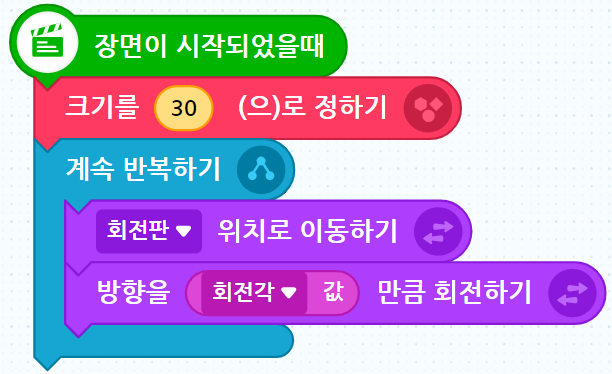 장면이 시작되었을때
크기를 30 (으)로 정하기
계속 반복하기
회전판 위치로 이동하기
방향을 회전각 값 만큼 회전하기